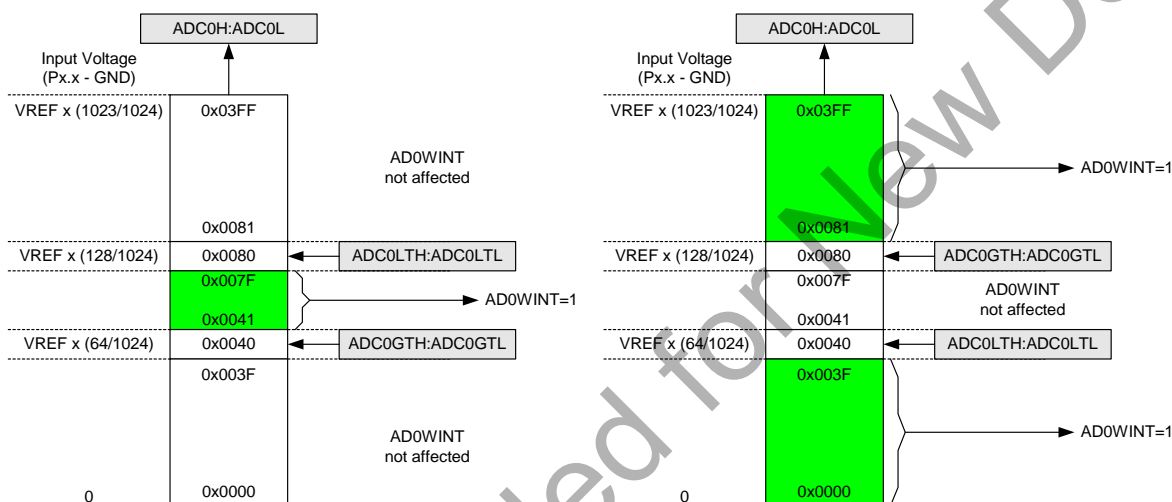 ADC0H:ADC0L
Input Voltage
(Px.x - GND)
VREF x (1023/1024)
0x03FF
AD0WINT
not affected
0x0081
VREF x (128/1024)
0x0080
ADC0LTH:ADC0LTL
0x007F
AD0WINT=1
0x0041
VREF x (64/1024)
0x0040
ADC0GTH:ADC0GTL
0x003F
AD0WINT
not affected
0
0x0000
ADC0H:ADC0L
Input Voltage
(Px.x - GND)
VREF x (1023/1024)
0x03FF
AD0WINT=1
0x0081
VREF x (128/1024)
0x0080
ADC0GTH:ADC0GTL
0x007F
AD0WINT
not affected
0x0041
VREF x (64/1024)
0x0040
ADC0LTH:ADC0LTL
0x003F
AD0WINT=1
0
0x0000
ed for New D